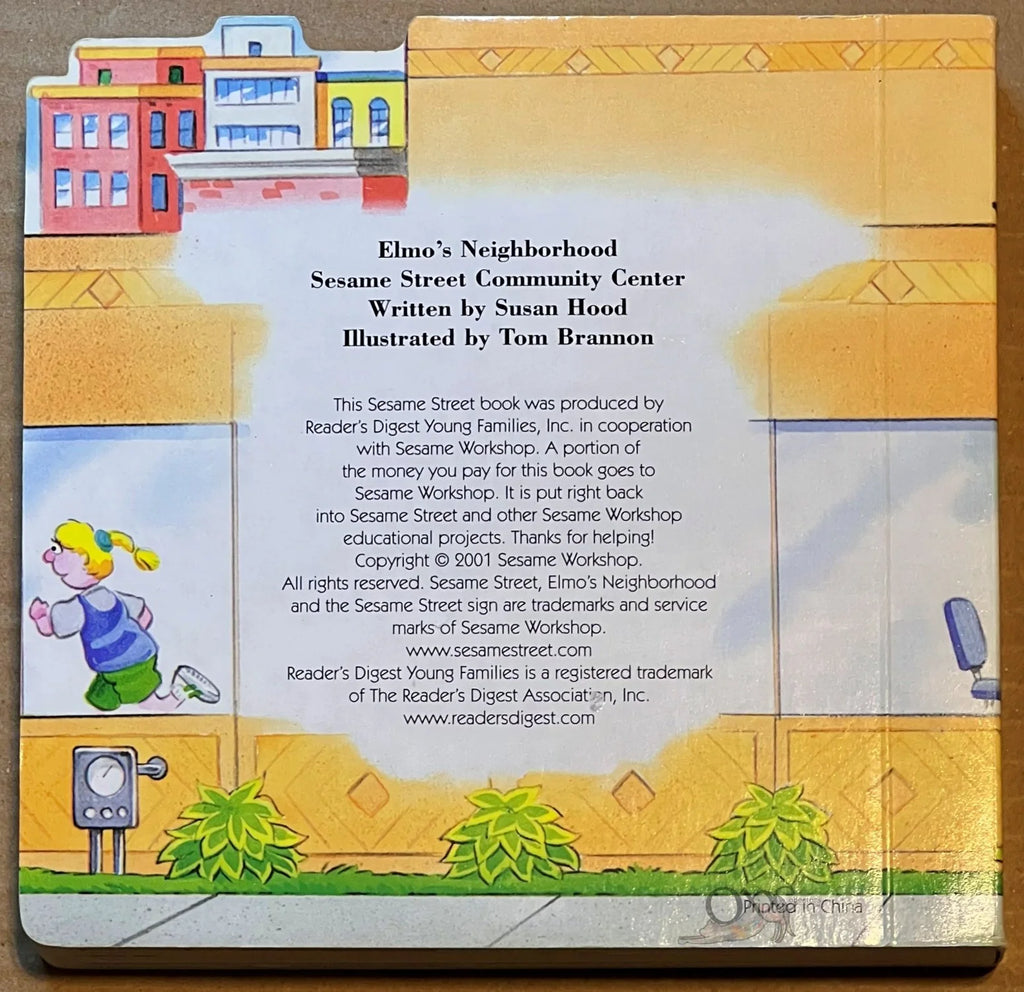 Elmo's Neighborhood
Sesame Street Community Center
Written by Susan Hood
Illustrated by Tom Brannon
This Sesame Street book was produced by
Reader's Digest Young Families, Inc. in cooperation
with Sesame Workshop. A portion of
the money you pay for this book goes to
Sesame Workshop. It is put right back
into Sesame Street and other Sesame Workshop
educational projects. Thanks for helping!
Copyright © 2001 Sesame Workshop.
All rights reserved. Sesame Street, Elmo's Neighborhood
and the Sesame Street sign are trademarks and service
marks of Sesame Workshop.
www.sesamestreet.com
Reader's Digest Young Families is a registered trademark
of The Reader's Digest Association, Inc.
www.readersdigest.com
Printed in China